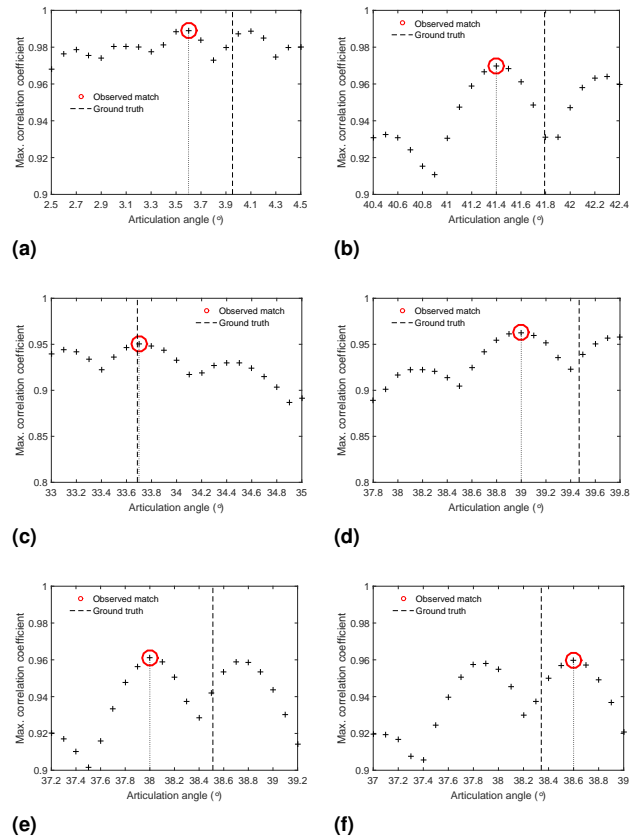 1
0.98
0.96
0.94
0.92
0.9
Max. correlation coefficient
Observed match
Ground truth
2.5 2.7 2.9 3.1 3.3 3.5 3.7 3.9 4.1 4.3 4.5
Articulation angle (°)
(a)
1
0.98
0.96
0.94
0.92
0.9
Max. correlation coefficient
Observed match
Ground truth
40.4 40.6 40.8 41 41.2 41.4 41.6 41.8 42 42.2 42.4
Articulation angle (°)
(b)
1
0.95
0.9
0.85
0.8
Max. correlation coefficient
Observed match
Ground truth
33 33.2 33.4 33.6 33.8 34 34.2 34.4 34.6 34.8 35
Articulation angle (°)
(c)
1
0.95
0.9
0.85
0.8
Max. correlation coefficient
Observed match
Ground truth
37.8 38 38.2 38.4 38.6 38.8 39 39.2 39.4 39.6 39.8
Articulation angle (°)
(d)
1
0.98
0.96
0.94
0.92
0.9
Max. correlation coefficient
Observed match
Ground truth
37.2 37.4 37.6 37.8 38 38.2 38.4 38.6 38.8 39 39.2
Articulation angle (°)
(e)
1
0.98
0.96
0.94
0.92
0.9
Max. correlation coefficient
Observed match
Ground truth
37 37.2 37.4 37.6 37.8 38 38.2 38.4 38.6 38.8 39
Articulation angle (°)
(f)